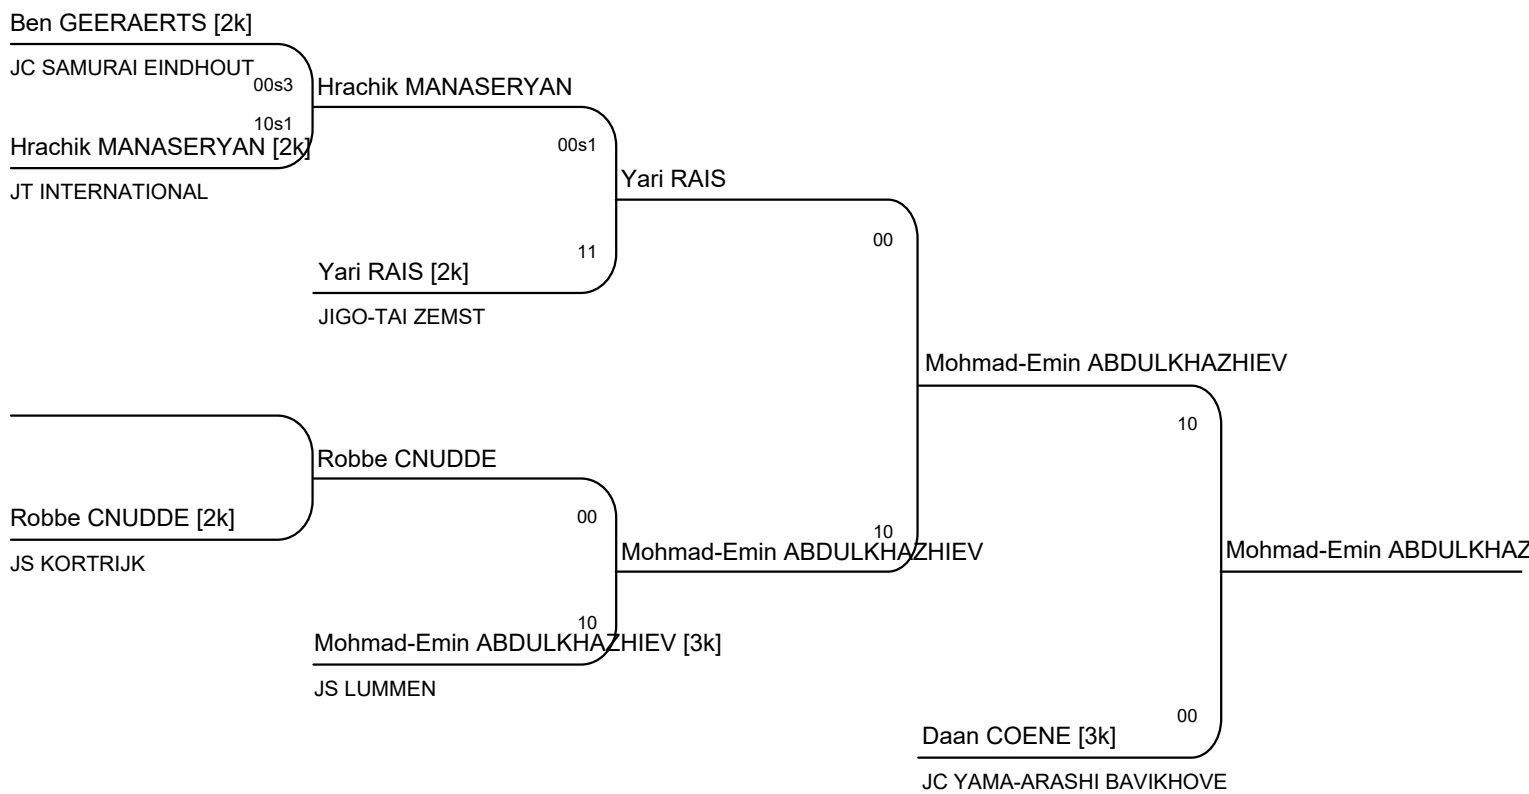 Ben GEERAERTS [2k]
JC SAMURAI EINDHOUT
00s3
Hrachik MANASERYAN
10s1
Hrachik MANASERYAN [2k]
00s1
JT INTERNATIONAL
Yari RAIS
00
11
Yari RAIS [2k]
JIGO-TAI ZEMST
Mohmad-Emin ABDULKHAZHIEV
10
Robbe CNUDDE
Robbe CNUDDE [2k]
00
10
Mohmad-Emin ABDULKHAZHIEV
Mohmad-Emin ABDULKHAZ
JS KORTRIJK
10
Mohmad-Emin ABDULKHAZHIEV [3k]
JS LUMMEN
00
Daan COENE [3k]
JC YAMA-ARASHI BAVIKHOVE